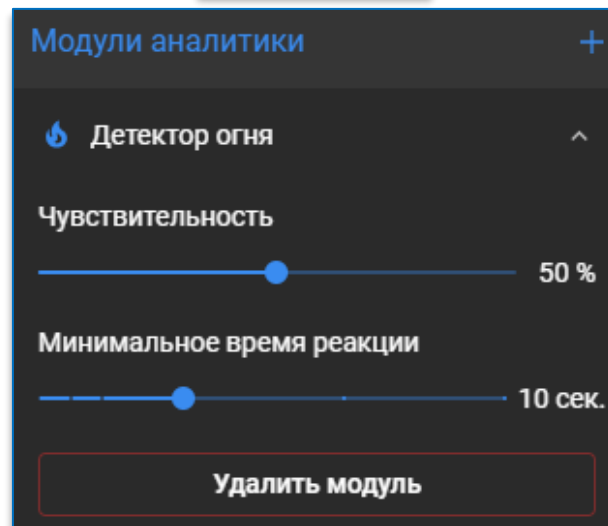 Модули аналитики
Детектор огня
Чувствительность
50 %
Минимальное время реакции
10 сек.
Удалить модуль